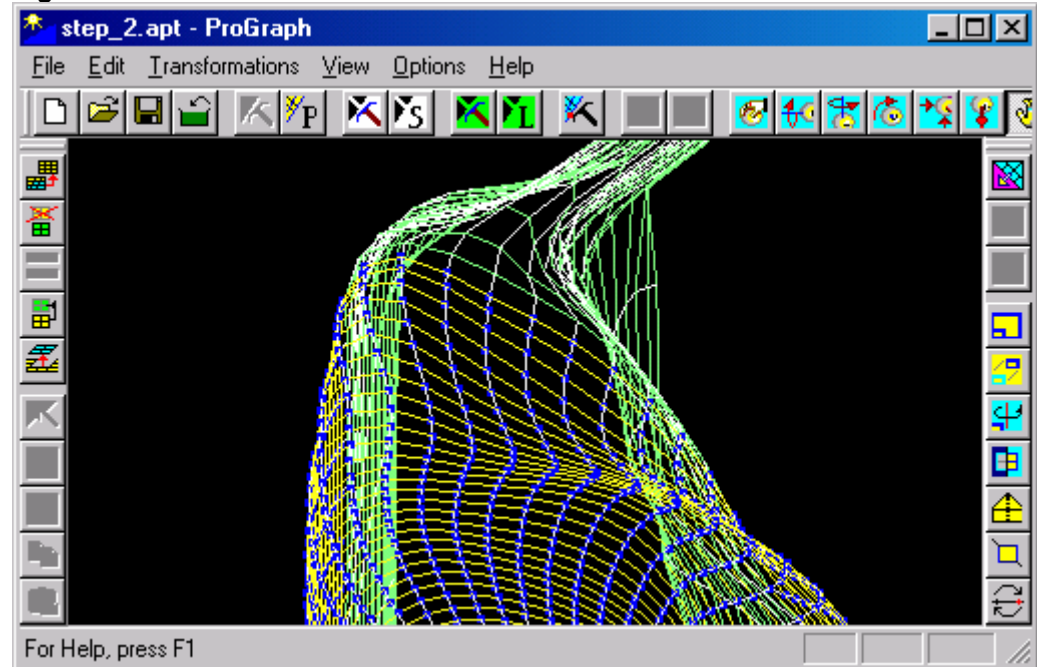 step_2.apt - ProGraph
File Edit Transformations View Options Help
P S L
For Help, press F1